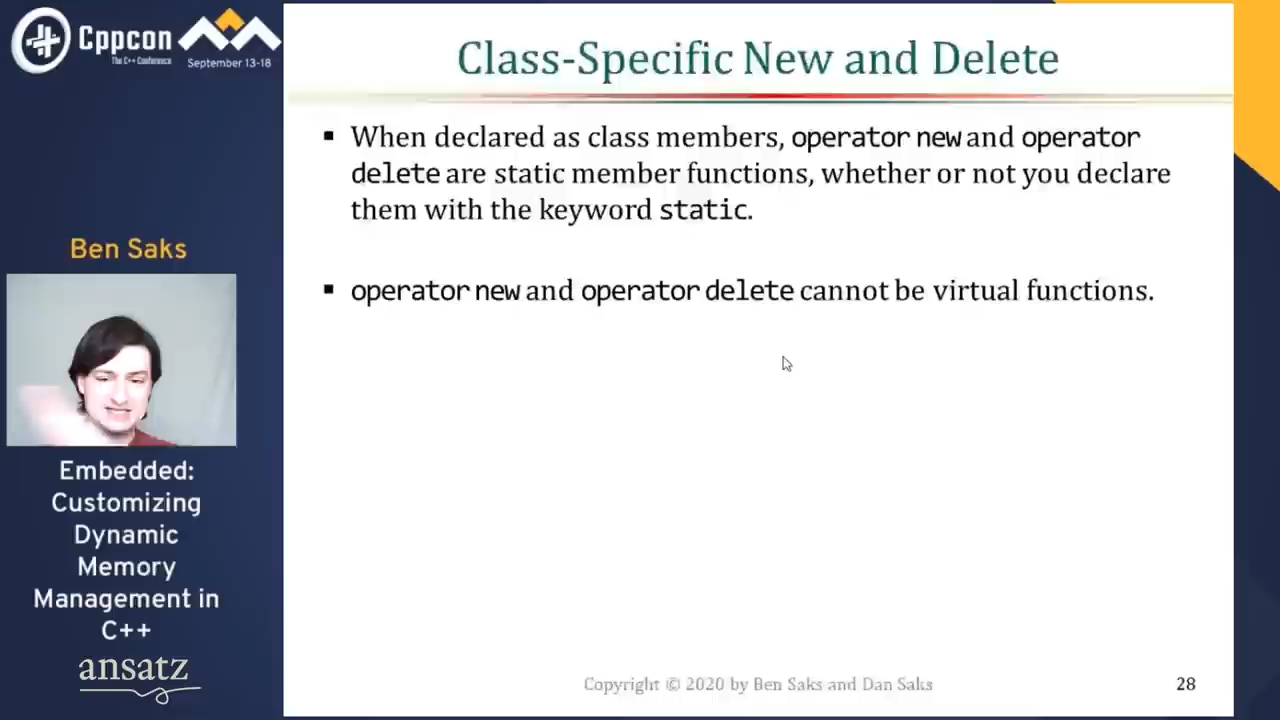 Cppcon
The C++ Conference
September 13-18
Ben Saks
Embedded:
Customizing
Dynamic
Memory
Management in
C++
ansatz
Class-Specific New and Delete
▪ When declared as class members, operator new and operator
delete are static member functions, whether or not you declare
them with the keyword static.
▪ operator new and operator delete cannot be virtual functions.
Copyright © 2020 by Ben Saks and Dan Saks
28